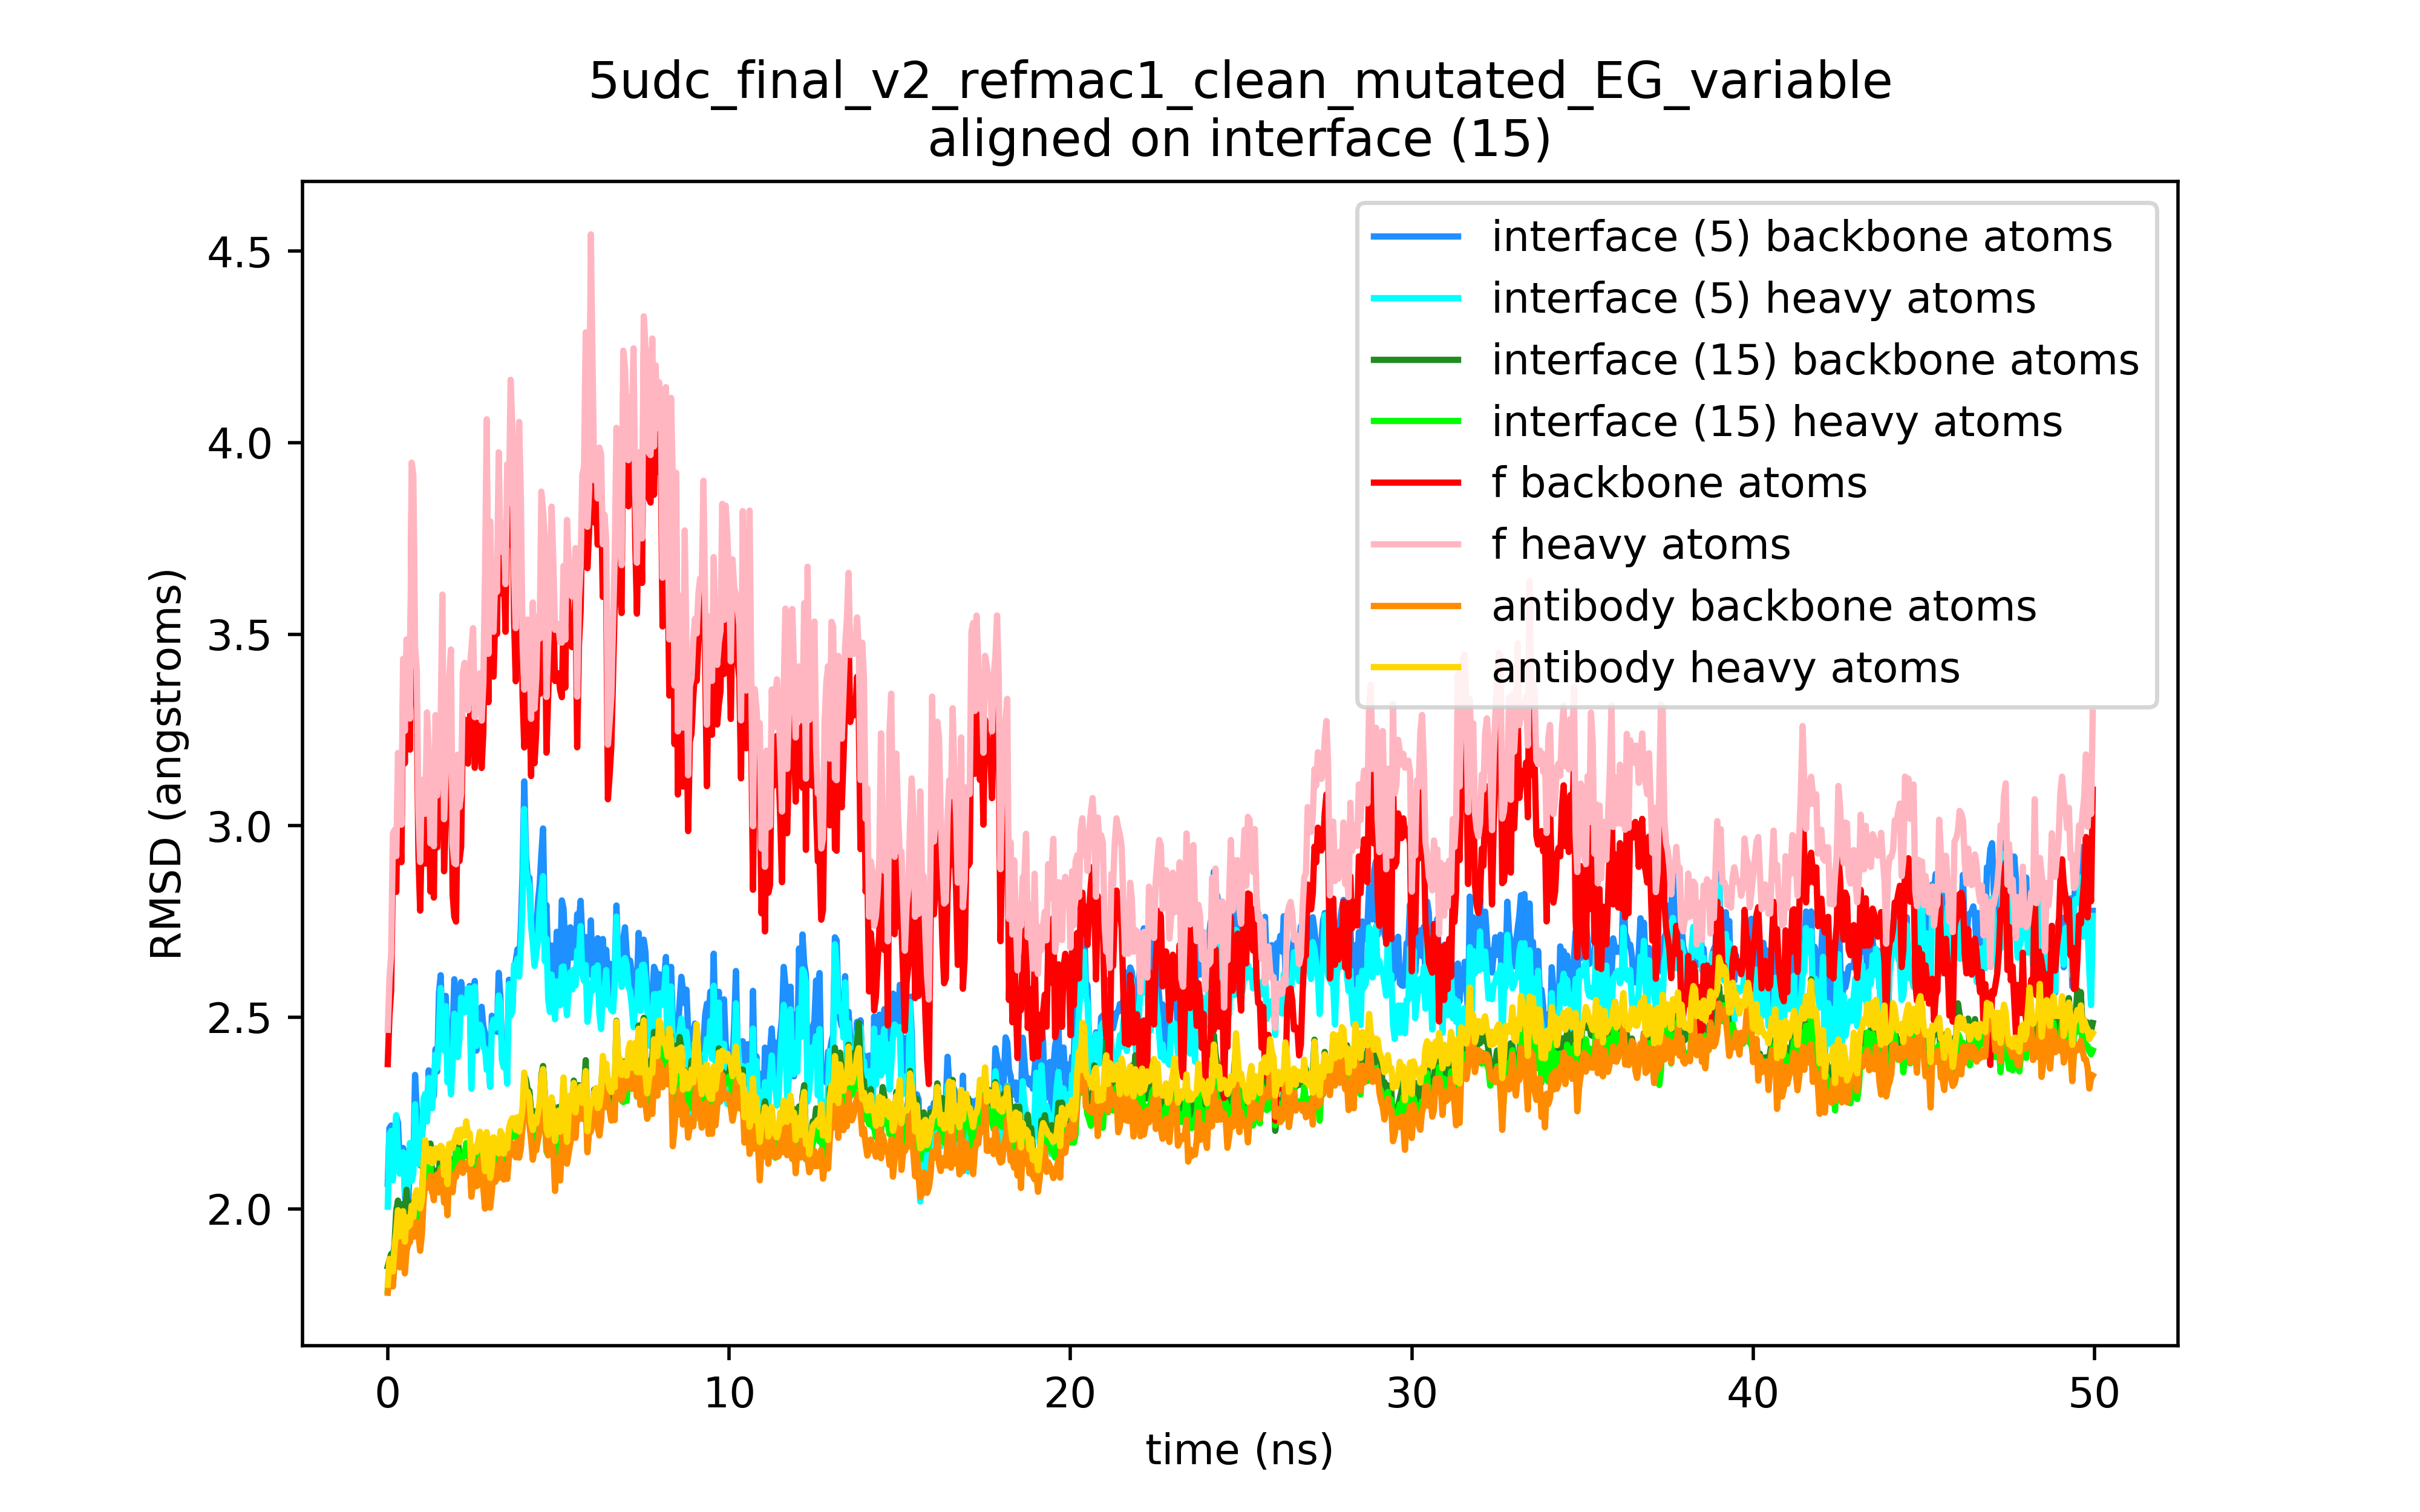 5udc_final_v2_refmac1_clean_mutated_EG_variable
aligned on interface (15)
interface (5) backbone atoms
interface (5) heavy atoms
interface (15) backbone atoms
interface (15) heavy atoms
f backbone atoms
f heavy atoms
antibody backbone atoms
antibody heavy atoms
RMSD (angstroms)
4.5
4.0
3.5
3.0
2.5
2.0
0 10 20 30 40 50
time (ns)